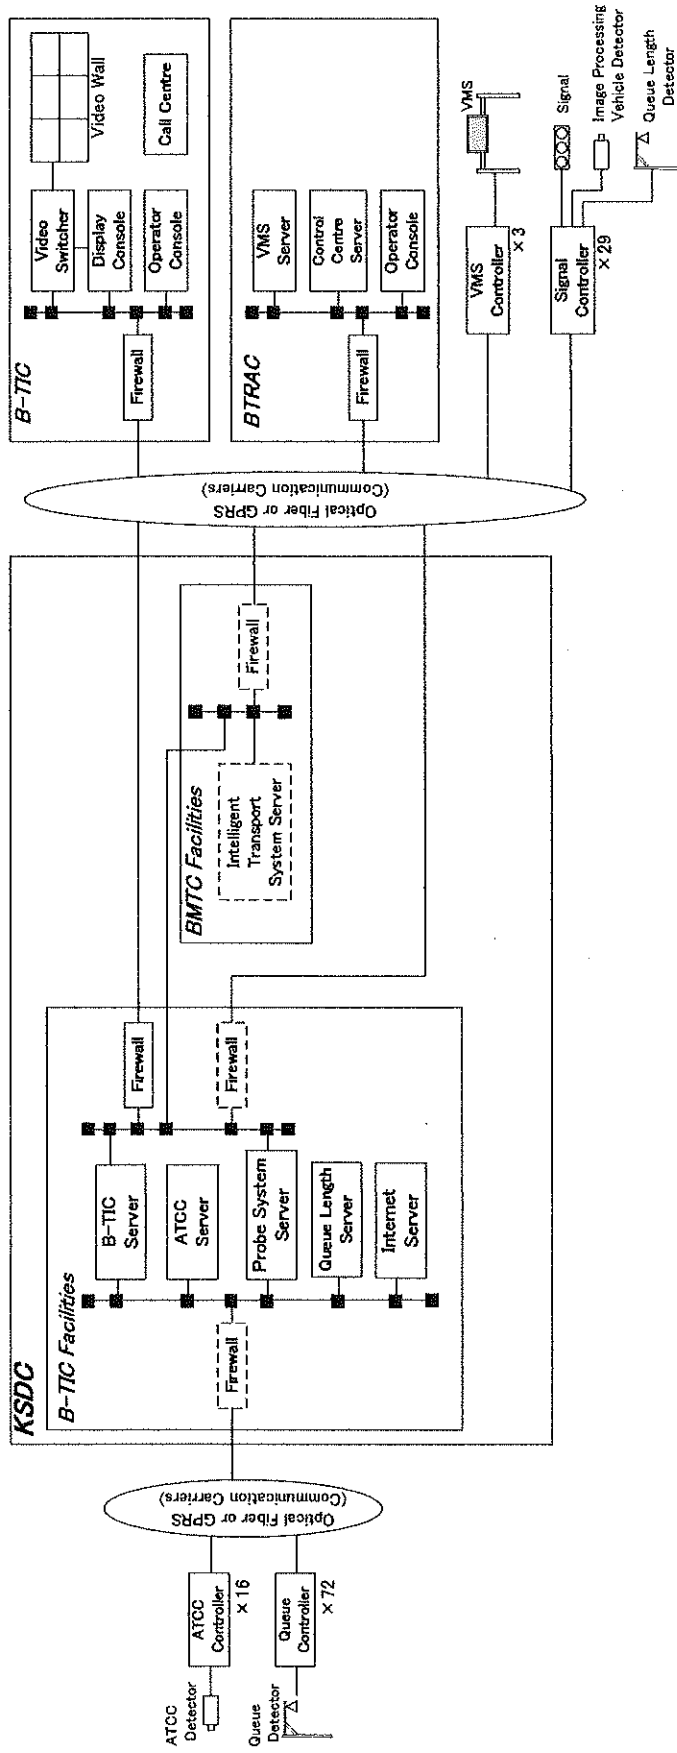 KSDC
B-TIC Facilities
ATCC
Detector
ATCC
Controller
×16
Queue
Detector
Queue
Controller
×72
Optical Fiber or GPRS
(Communication Carriers)
Firewall
B-TIC
Server
ATCC
Server
Probe System
Server
Queue Length
Server
Internet
Server
Firewall
Firewall
BMTC Facilities
Intelligent
Transport
System Server
Firewall
Optical Fiber or GPRS
(Communication Carriers)
B-TIC
Firewall
Video
Switcher
Display
Console
Operator
Console
Video Wall
Call Centre
BTRAC
Firewall
VMS
Server
Control
Centre
Server
Operator
Console
VMS
Controller
×3
VMS
Signal
Controller
×29
Signal
Image Processing
Vehicle Detector
Queue Length
Detector